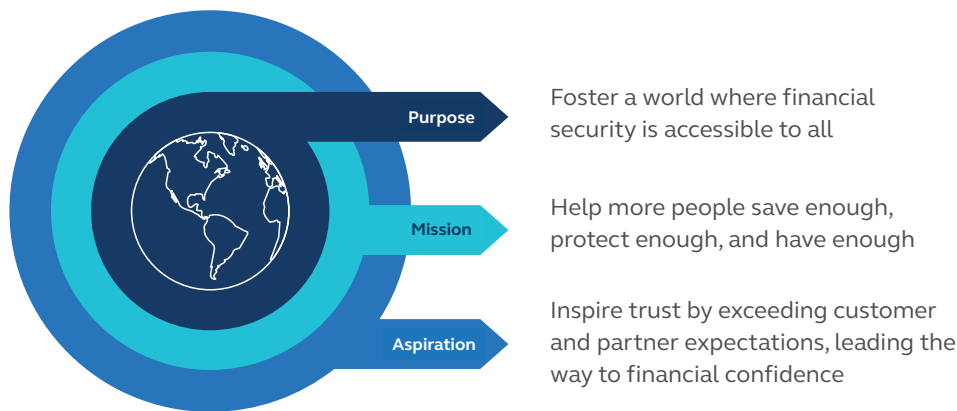 Purpose
Foster a world where financial
security is accessible to all
Mission
Help more people save enough,
protect enough, and have enough
Aspiration
Inspire trust by exceeding customer
and partner expectations, leading the
way to financial confidence